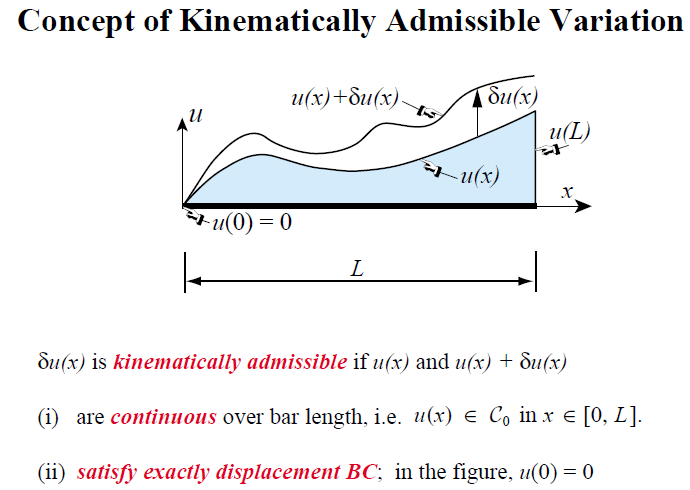 Concept of Kinematically Admissible Variation
u(x)+δu(x)
δu(x)
u
u(L)
u(x)
x
u(0) = 0
L
δu(x) is kinematically admissible if u(x) and u(x) + δu(x)
(i) are continuous over bar length, i.e. u(x) ∈ C₀ in x ∈ [0, L].
(ii) satisfy exactly displacement BC; in the figure, u(0) = 0